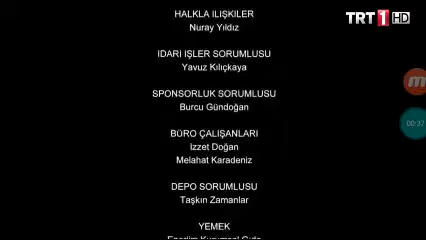 HALKLA ILIŞKILER
Nuray Yıldız
IDARI IŞLER SORUMLUSU
Yavuz Kılıçkaya
SPONSORLUK SORUMLUSU
Burcu Gündoğan
BÜRO ÇALIŞANLARI
Izzet Doğan
Melahat Karadeniz
DEPO SORUMLUSU
Taşkın Zamanlar
YEMEK
TRT 1 HD
00:37